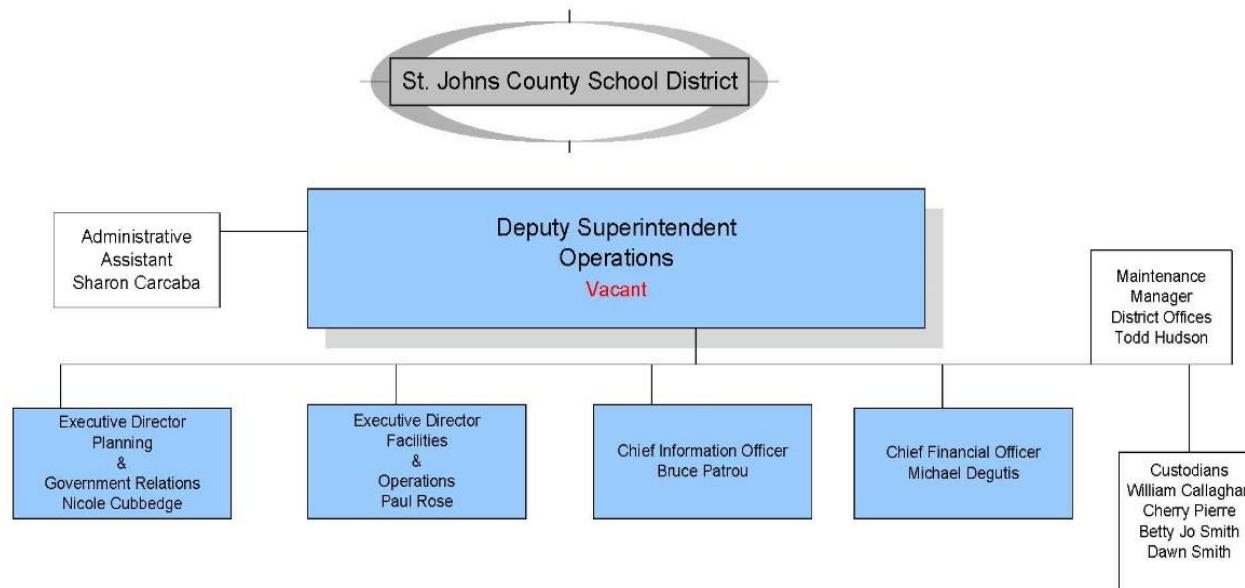 St. Johns County School District
Deputy Superintendent
Operations
Vacant
Administrative
Assistant
Sharon Carcaba
Maintenance
Manager
District Offices
Todd Hudson
Executive Director
Planning
&
Government Relations
Nicole Cubbedge
Executive Director
Facilities
&
Operations
Paul Rose
Chief Information Officer
Bruce Patrou
Chief Financial Officer
Michael Degutis
Custodians
William Callaghan
Cherry Pierre
Betty Jo Smith
Dawn Smith